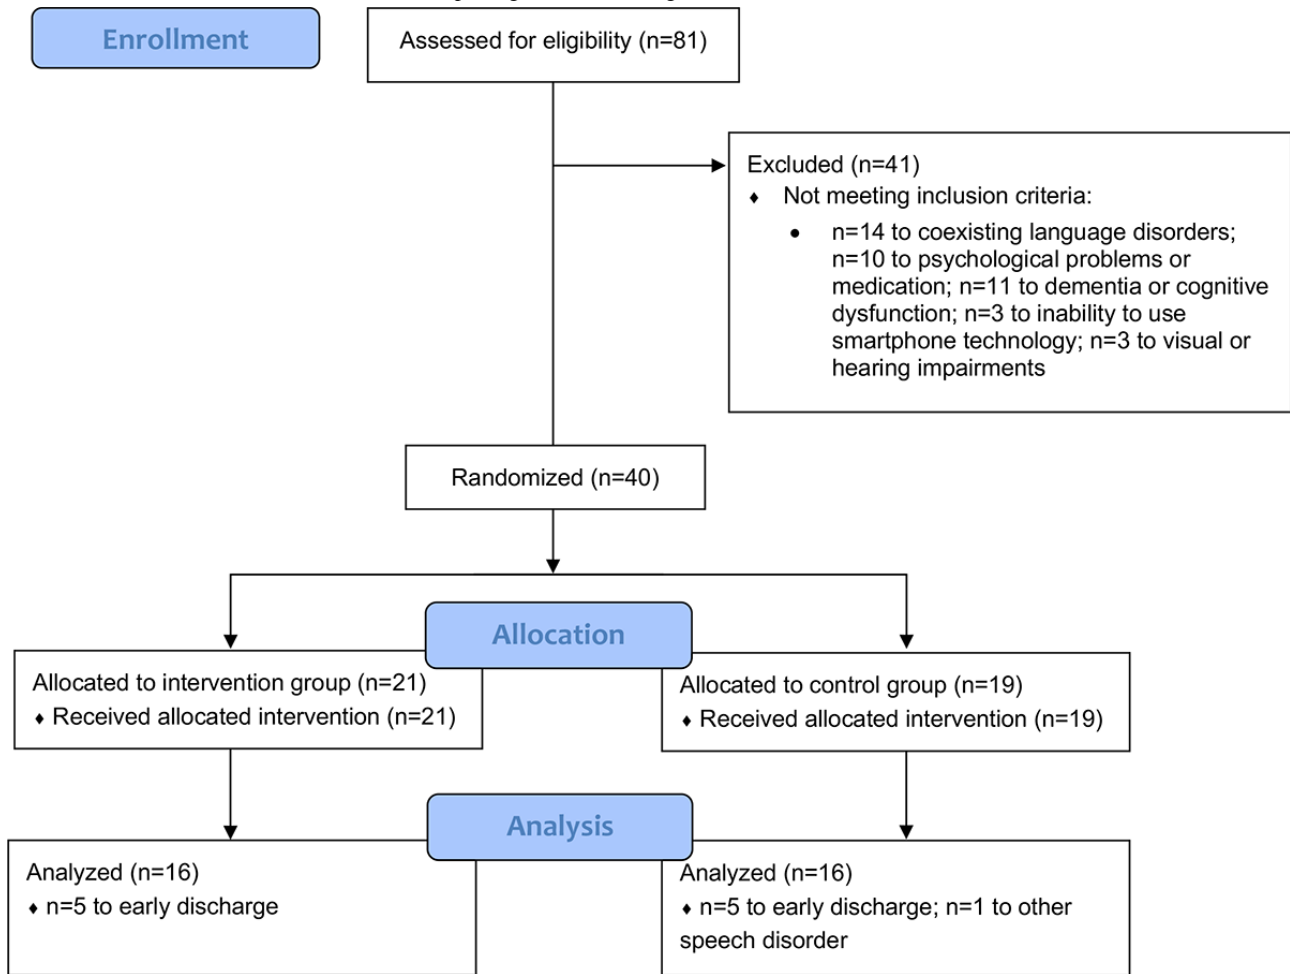 Enrollment
Assessed for eligibility (n=81)
Excluded (n=41)
♦ Not meeting inclusion criteria:
● n=14 to coexisting language disorders;
n=10 to psychological problems or
medication; n=11 to dementia or cognitive
dysfunction; n=3 to inability to use
smartphone technology; n=3 to visual or
hearing impairments
Randomized (n=40)
Allocation
Allocated to intervention group (n=21)
♦ Received allocated intervention (n=21)
Allocated to control group (n=19)
♦ Received allocated intervention (n=19)
Analysis
Analyzed (n=16)
♦ n=5 to early discharge
Analyzed (n=16)
♦ n=5 to early discharge; n=1 to other
speech disorder